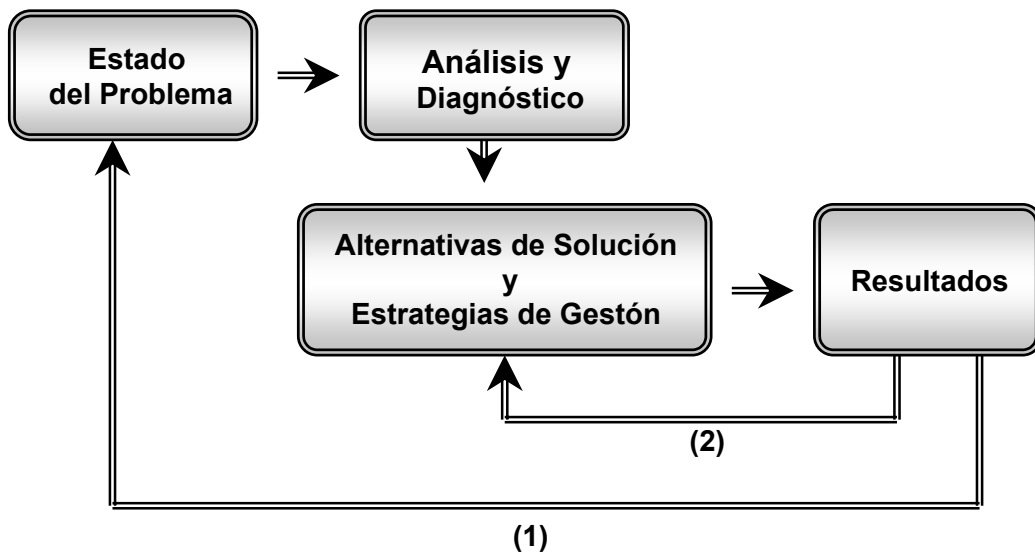 Estado
del Problema
Análisis y
Diagnóstico
Alternativas de Solución
y
Estrategias de Gestón
Resultados
(2)
(1)